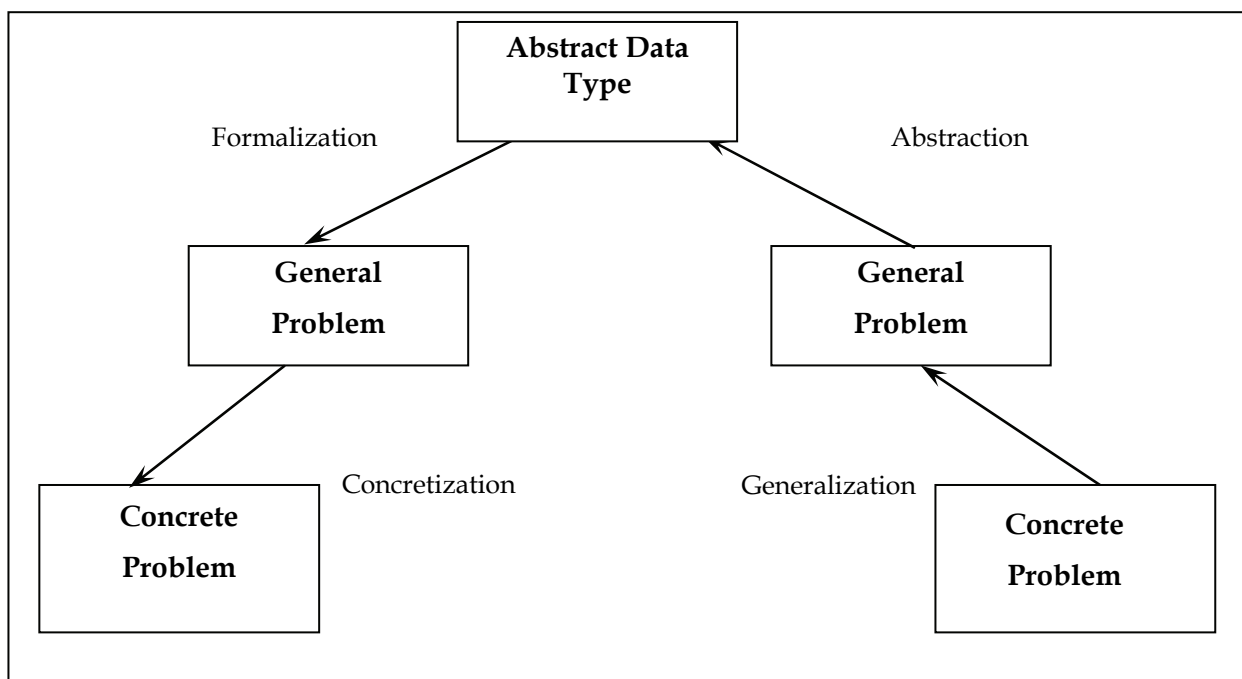 Abstract Data
Type
Formalization
Abstraction
General
Problem
General
Problem
Concretization
Generalization
Concrete
Problem
Concrete
Problem